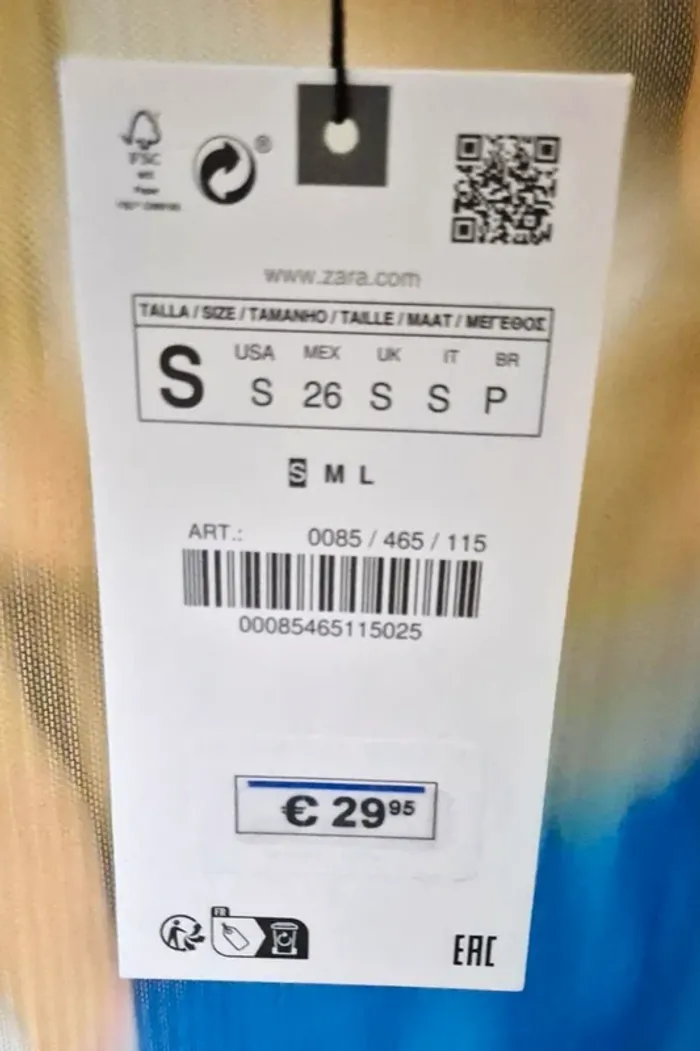 FSC
®
www.zara.com
TALLA / SIZE / TAMANHO / TAILLE / MAAT / ΜΕΓΕΘΟΣ
USA MEX UK IT BR
S S 26 S S P
S M L
ART.: 0085 / 465 / 115
00085465115025
€ 29 95
FR
EAC